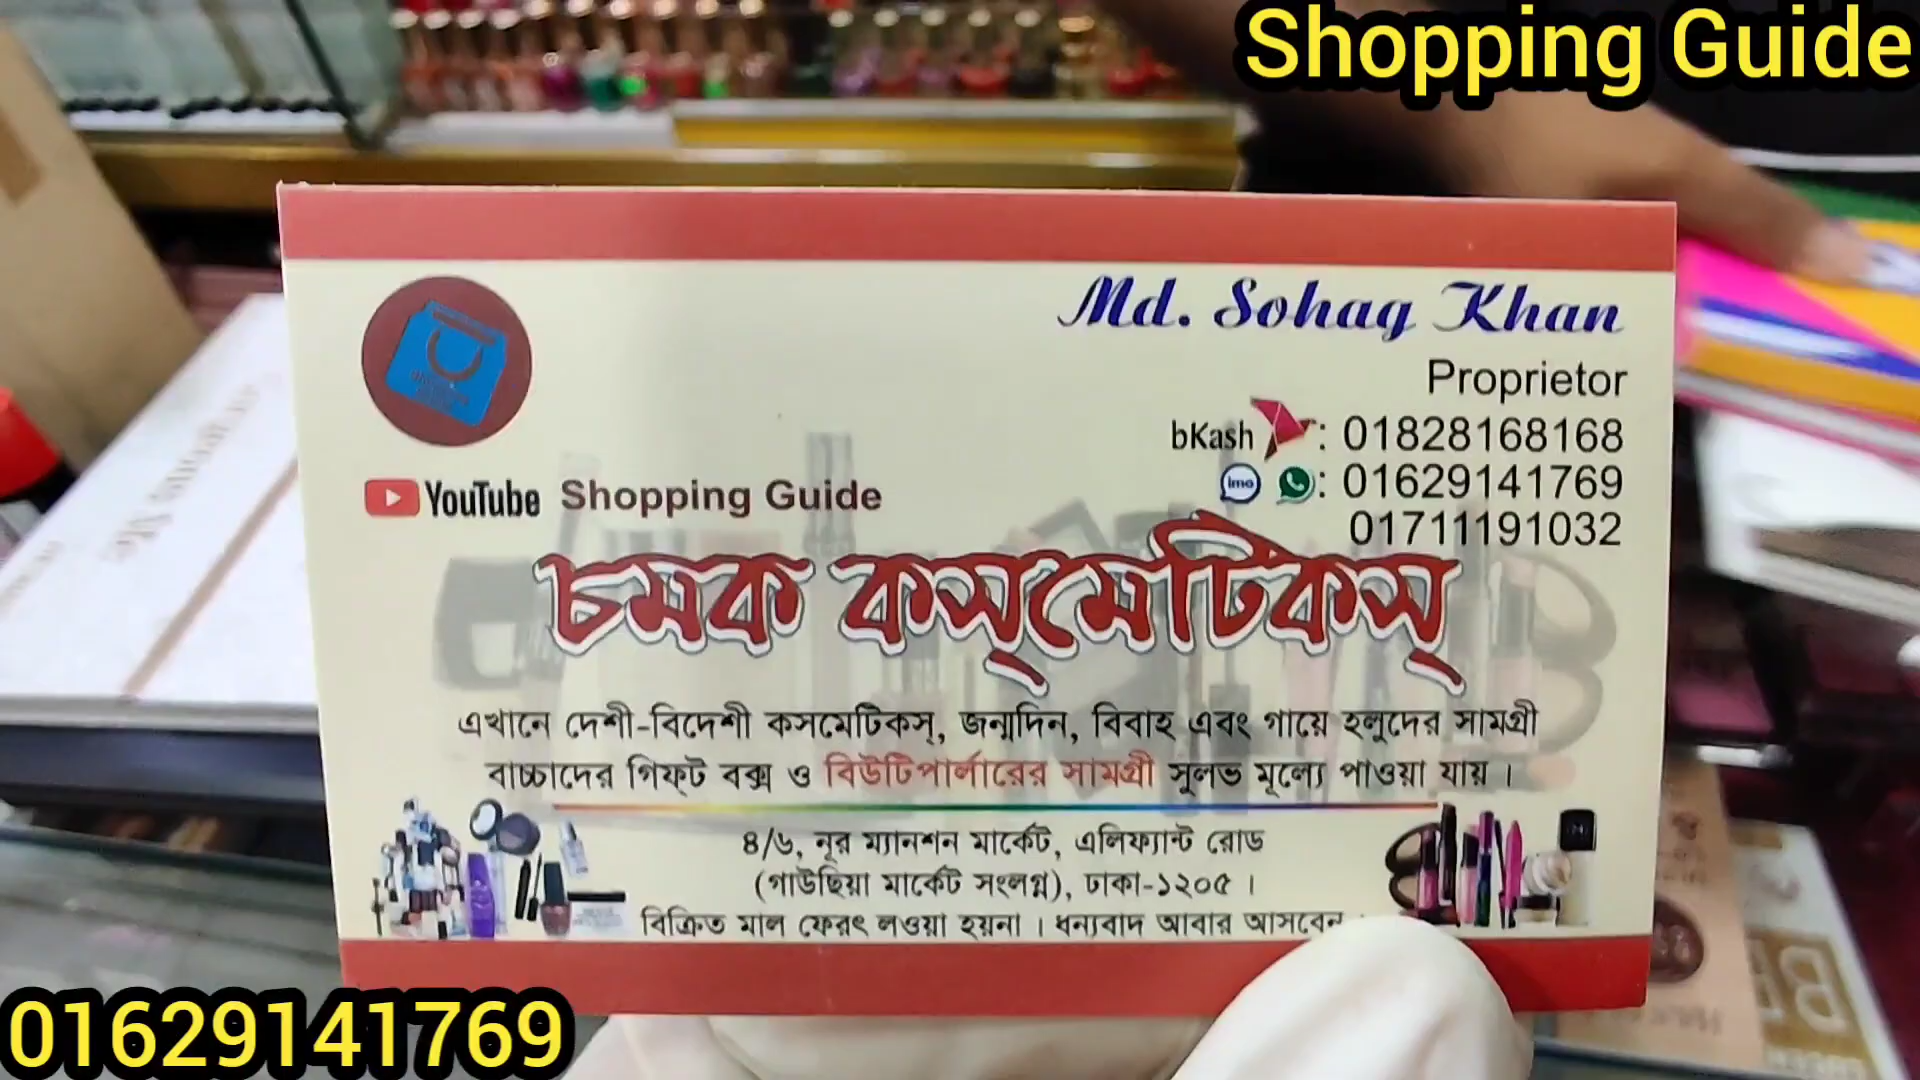 Shopping Guide
Md. Sohag Khan
Proprietor
bKash : 01828168168
imo : 01629141769
01711191032
YouTube Shopping Guide
চমক কস্‌মেটিকস্
এখানে দেশী-বিদেশী কসমেটিকস্, জন্মদিন, বিবাহ এবং গায়ে হলুদের সামগ্রী
বাচ্চাদের গিফ্‌ট বক্স ও বিউটিপার্লারের সামগ্রী সুলভ মূল্যে পাওয়া যায় ।
৪/৬, নূর ম্যানশন মার্কেট, এলিফ্যান্ট রোড
(গাউছিয়া মার্কেট সংলগ্ন), ঢাকা-১২০৫ ।
বিক্রিত মাল ফেরৎ লওয়া হয়না । ধন্যবাদ আবার আসবেন
01629141769